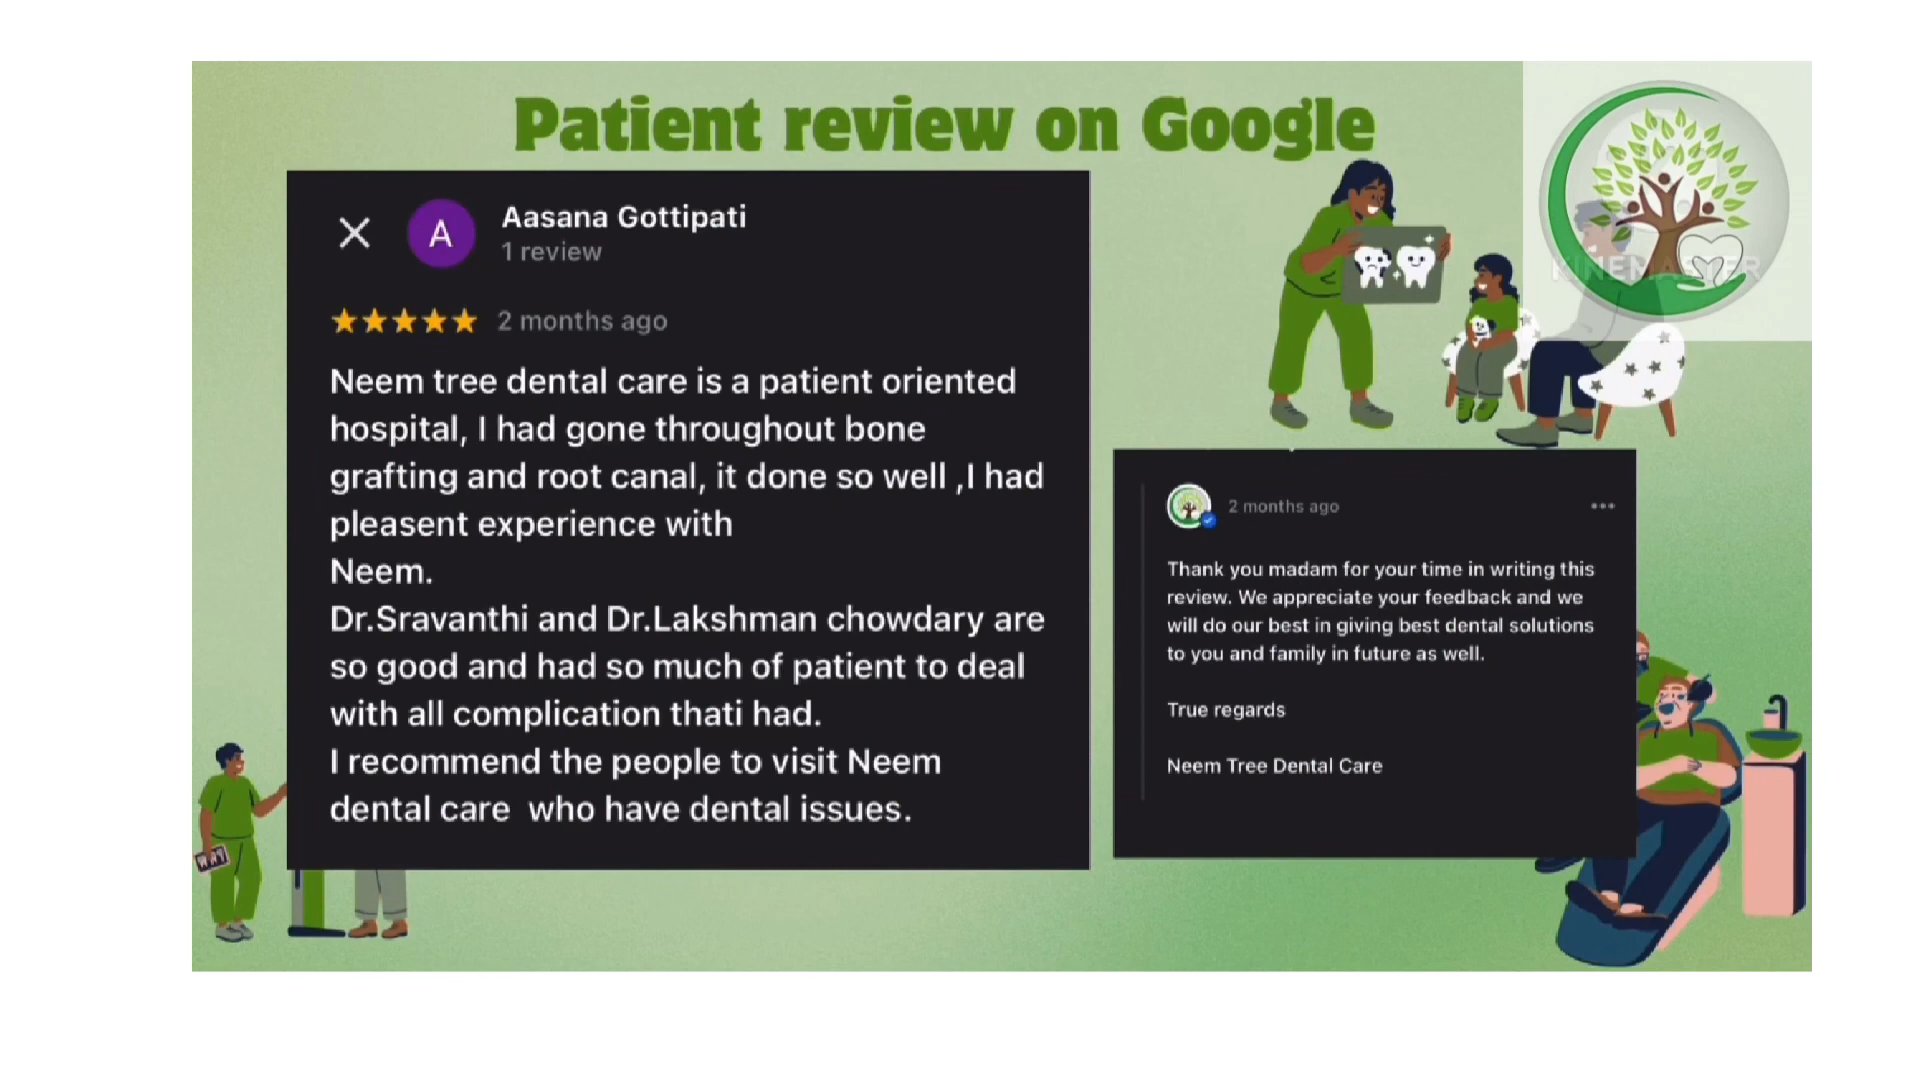 Patient review on Google
A
Aasana Gottipati
1 review
2 months ago
Neem tree dental care is a patient oriented
hospital, I had gone throughout bone
grafting and root canal, it done so well ,I had
pleasent experience with
Neem.
Dr.Sravanthi and Dr.Lakshman chowdary are
so good and had so much of patient to deal
with all complication thati had.
I recommend the people to visit Neem
dental care  who have dental issues.
KINEMASTER
2 months ago
Thank you madam for your time in writing this
review. We appreciate your feedback and we
will do our best in giving best dental solutions
to you and family in future as well.
True regards
Neem Tree Dental Care